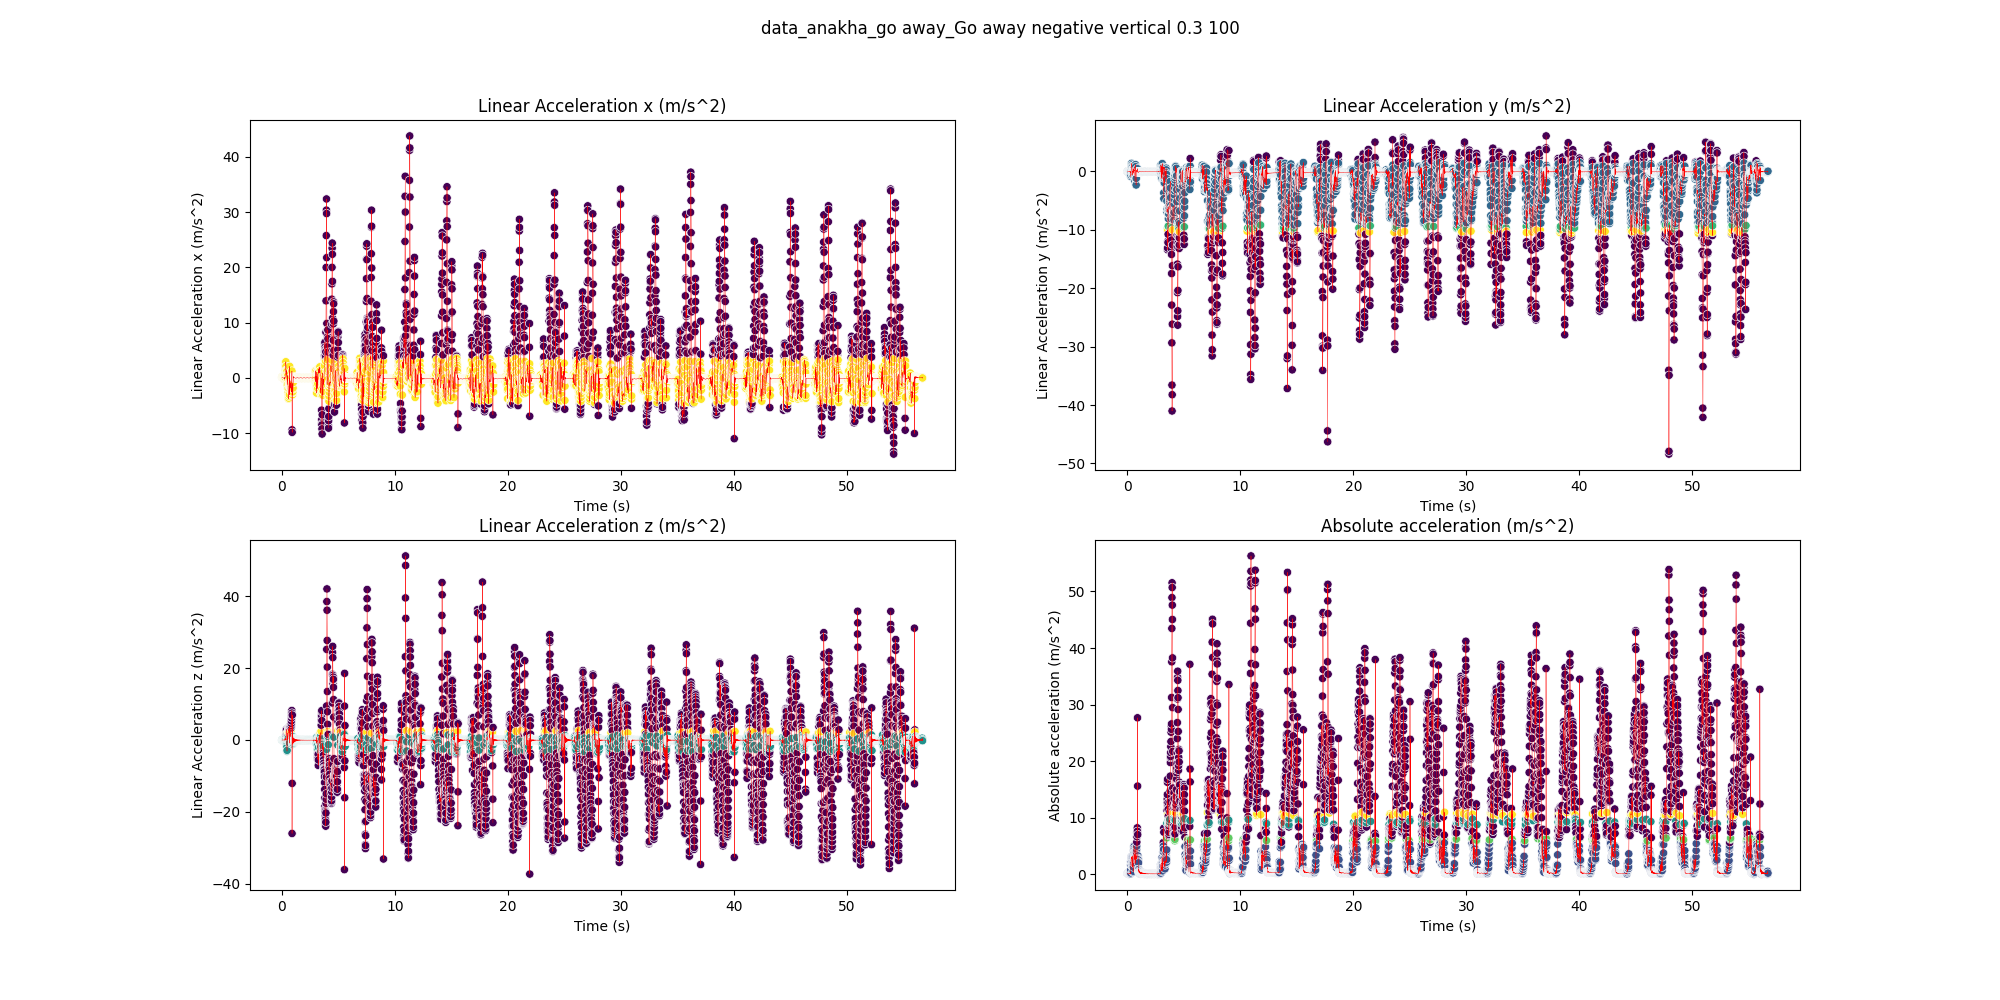 data_anakha_go away_Go away negative vertical 0.3 100
Linear Acceleration x (m/s^2)
Linear Acceleration x (m/s^2)
40
30
20
10
0
−10
0 10 20 30 40 50
Time (s)
Linear Acceleration y (m/s^2)
Linear Acceleration y (m/s^2)
0
−10
−20
−30
−40
−50
0 10 20 30 40 50
Time (s)
Linear Acceleration z (m/s^2)
Linear Acceleration z (m/s^2)
40
20
0
−20
−40
0 10 20 30 40 50
Time (s)
Absolute acceleration (m/s^2)
Absolute acceleration (m/s^2)
50
40
30
20
10
0
0 10 20 30 40 50
Time (s)